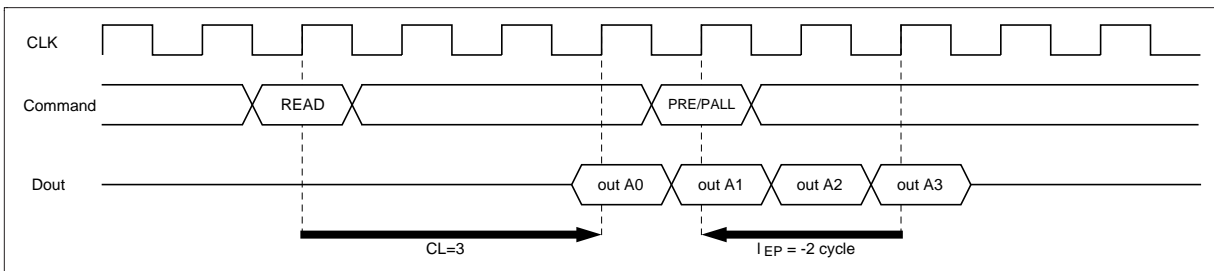 CLK
Command
READ
PRE/PALL
Dout
out A0
out A1
out A2
out A3
CL=3
l EP = -2 cycle